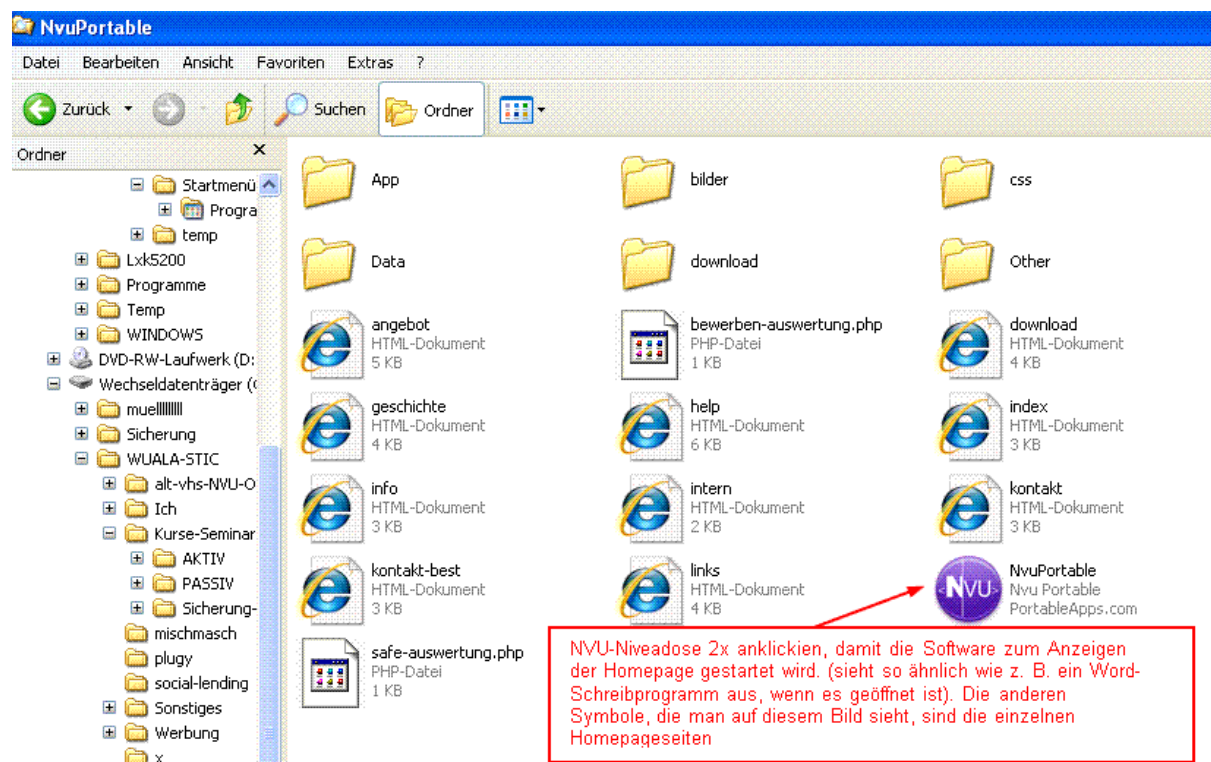 NvuPortable
Datei Bearbeiten Ansicht Favoriten Extras ?
Zurück Suchen Ordner
Ordner x
Startmenü
Progra
temp
Lxk5200
Programme
Temp
WINDOWS
DVD-RW-Laufwerk (D:
Wechseldatenträger (
muellllllll
Sicherung
WUALA-STIC
alt-vhs-NVU-O
Ich
Kurse-Seminar
AKTIV
PASSIV
Sicherung-
mischmasch
plugs
social-lending
Sonstiges
Werbung
x
App
bilder
css
Data
download
Other
angebot
HTML-Dokument
5 KB
bewerben-auswertung.php
PHP-Datei
1 KB
download
HTML-Dokument
4 KB
geschichte
HTML-Dokument
4 KB
help
HTML-Dokument
KB
index
HTML-Dokument
3 KB
info
HTML-Dokument
3 KB
HTML-Dokument
KB
kontakt
HTML-Dokument
3 KB
kontakt-best
HTML-Dokument
3 KB
HTML-Dokument
4 KB
NvuPortable
Nvu Portable
PortableApps.com
Nvu
safe-auswertung.php
PHP-Datei
1 KB
NVU-Niveadose 2x anklickien, damit die Software zum Anzeigen
der Homepage gestartet wird (sieht so ähnlich wie z. B. ein Word-
Schreibprogramm aus, wenn es geöffnet ist). Die anderen
Symbole, die man auf diesem Bild sieht, sind die einzelnen
Homepageseiten